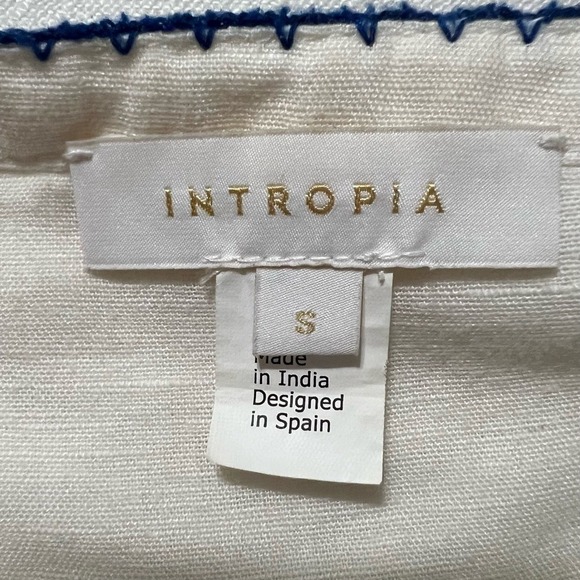 INTROPIA
S
Made
in India
Designed
in Spain